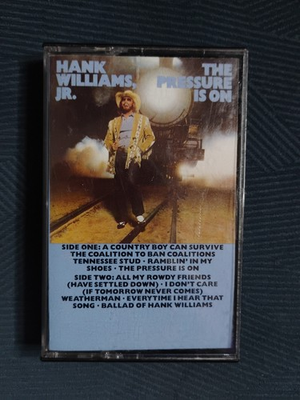 HANK
WILLIAMS,
JR.
THE
PRESSURE
IS ON
SIDE ONE: A COUNTRY BOY CAN SURVIVE
THE COALITION TO BAN COALITIONS
TENNESSEE STUD · RAMBLIN' IN MY
SHOES · THE PRESSURE IS ON
SIDE TWO: ALL MY ROWDY FRIENDS
(HAVE SETTLED DOWN) · I DON'T CARE
(IF TOMORROW NEVER COMES)
WEATHERMAN · EVERYTIME I HEAR THAT
SONG · BALLAD OF HANK WILLIAMS